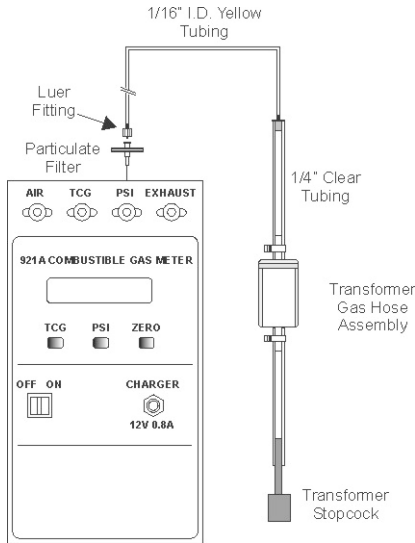 1/16" I.D. Yellow
Tubing
Luer
Fitting
Particulate
Filter
1/4" Clear
Tubing
AIR TCG PSI EXHAUST
921A COMBUSTIBLE GAS METER
TCG PSI ZERO
OFF ON CHARGER
12V 0.8A
Transformer
Gas Hose
Assembly
Transformer
Stopcock